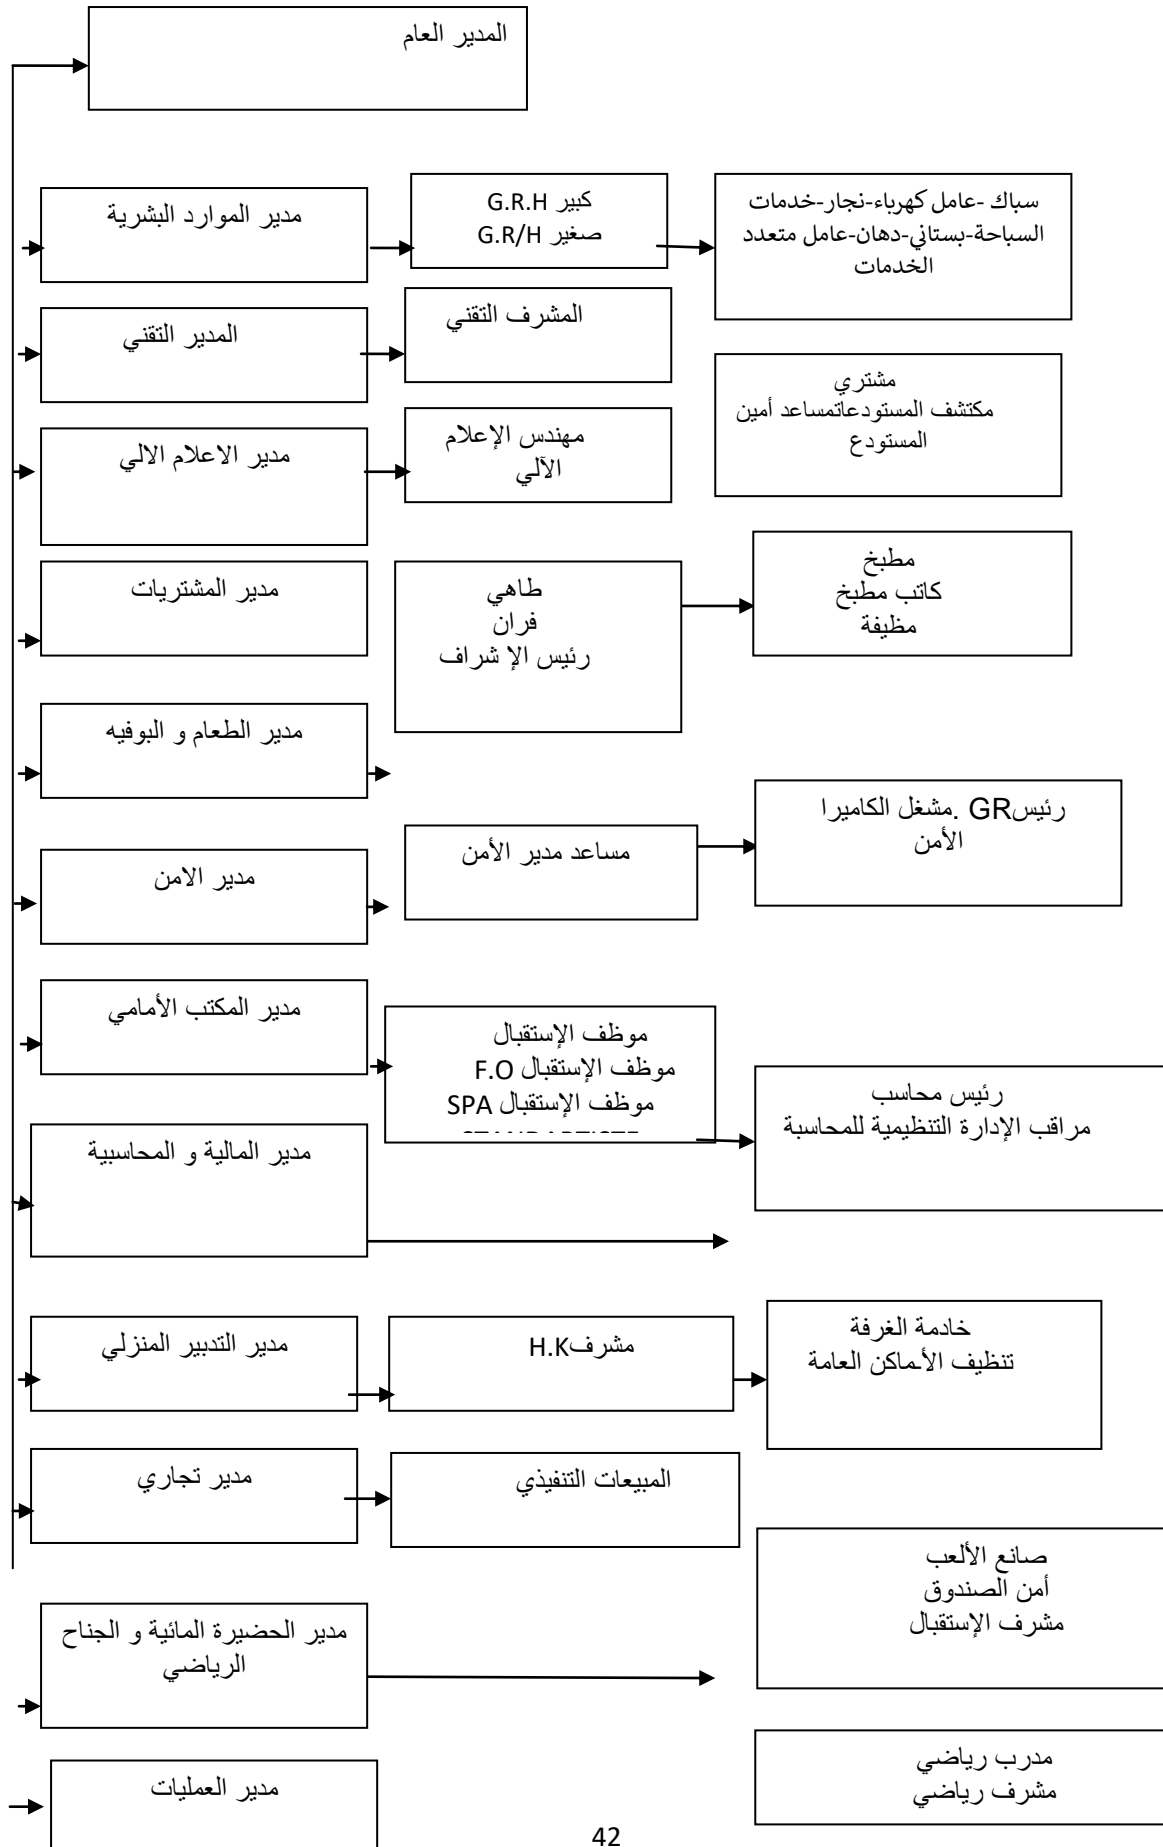 المدير العام
مدير الموارد البشرية
كبير G.R.H
صغير G.R/H
سباك -عامل كهرباء-نجار-خدمات
السباحة-بستاني-دهان-عامل متعدد
الخدمات
المدير التقني
المشرف التقني
مشتري
مكتشف المستودعاتمساعد أمين
المستودع
مدير الاعلام الالي
مهندس الإعلام
الآلي
مدير المشتريات
طاهي
فران
رئيس الإ شراف
مطبخ
كاتب مطبخ
مظيفة
مدير الطعام و البوفيه
مدير الامن
مساعد مدير الأمن
رئيسGR .مشغل الكاميرا
الأمن
مدير المكتب الأمامي
موظف الإستقبال
موظف الإستقبال F.O
موظف الإستقبال SPA
رئيس محاسب
مراقب الإدارة التنظيمية للمحاسبة
مدير المالية و المحاسبية
مدير التدبير المنزلي
مشرفH.K
خادمة الغرفة
تنظيف الأماكن العامة
مدير تجاري
المبيعات التنفيذي
صانع الألعب
أمن الصندوق
مشرف الإستقبال
مدير الحضيرة المائية و الجناح
الرياضي
مدرب رياضي
مشرف رياضي
مدير العمليات
42